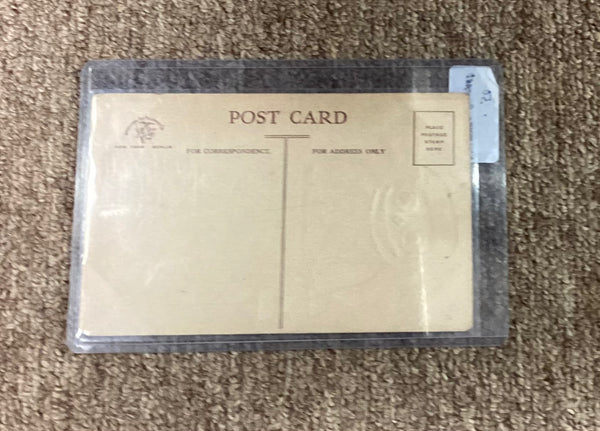 POST CARD
NEW YORK BERLIN
FOR CORRESPONDENCE.
FOR ADDRESS ONLY
PLACE
POSTAGE
STAMP
HERE